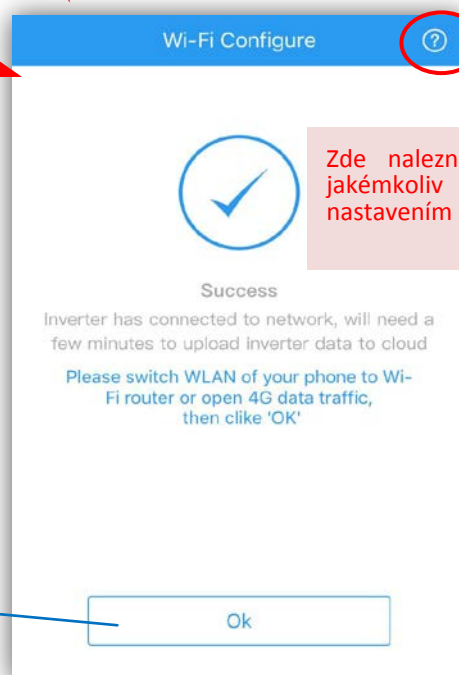 Wi-Fi Configure
?
Zde nalezn
jakémkoliv
nastavením
Success
Inverter has connected to network, will need a
few minutes to upload inverter data to cloud
Please switch WLAN of your phone to Wi-
Fi router or open 4G data traffic,
then clike 'OK'
Ok